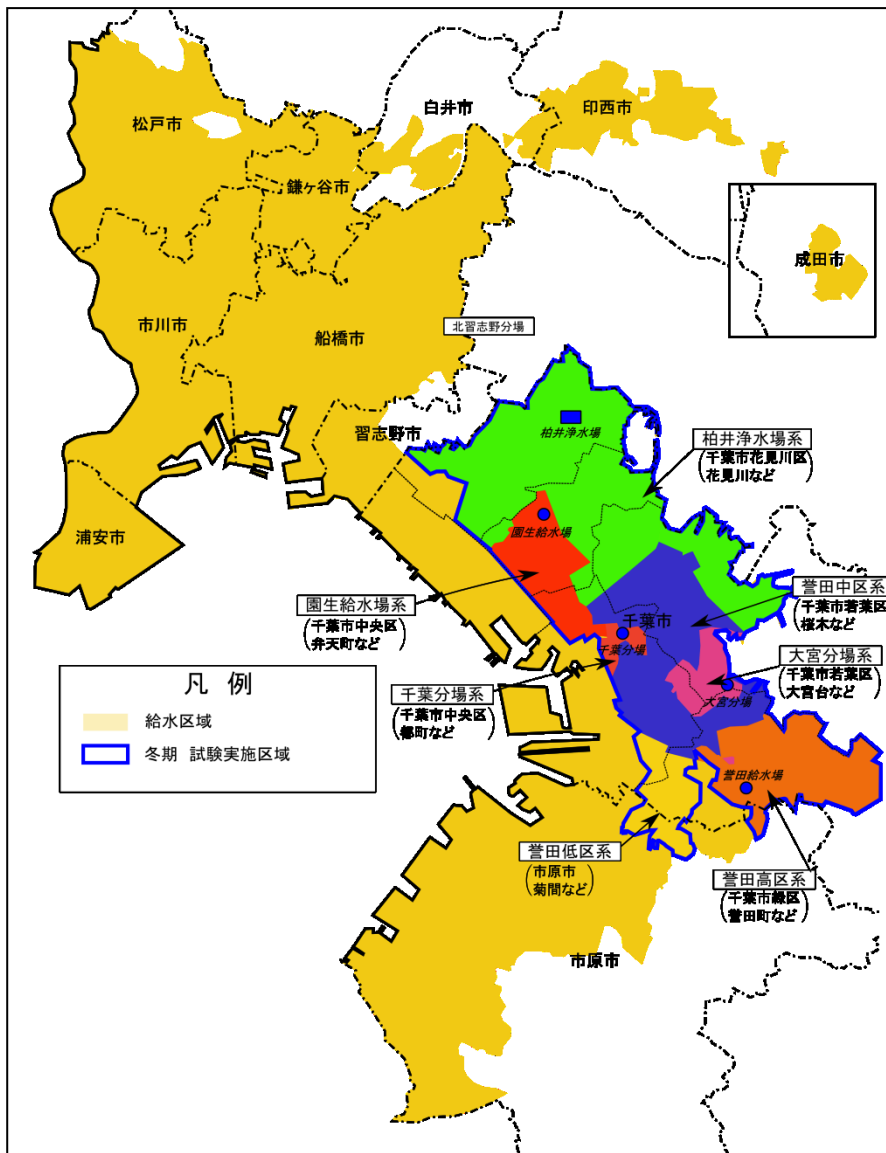 白井市
印西市
松戸市
鎌ヶ谷市
成田市
市川市
船橋市
北習志野分場
習志野市
柏井浄水場
柏井浄水場系
(千葉市花見川区
花見川など)
浦安市
園生給水場
誉田中区系
(千葉市若葉区
桜木など)
園生給水場系
(千葉市中央区
弁天町など)
千葉市
千葉分場
大宮分場系
(千葉市若葉区
大宮台など)
凡 例
給水区域
冬期 試験実施区域
千葉分場系
(千葉市中央区
都町など)
大宮分場
誉田給水場
誉田低区系
(市原市
菊間など)
誉田高区系
(千葉市緑区
誉田町など)
市原市